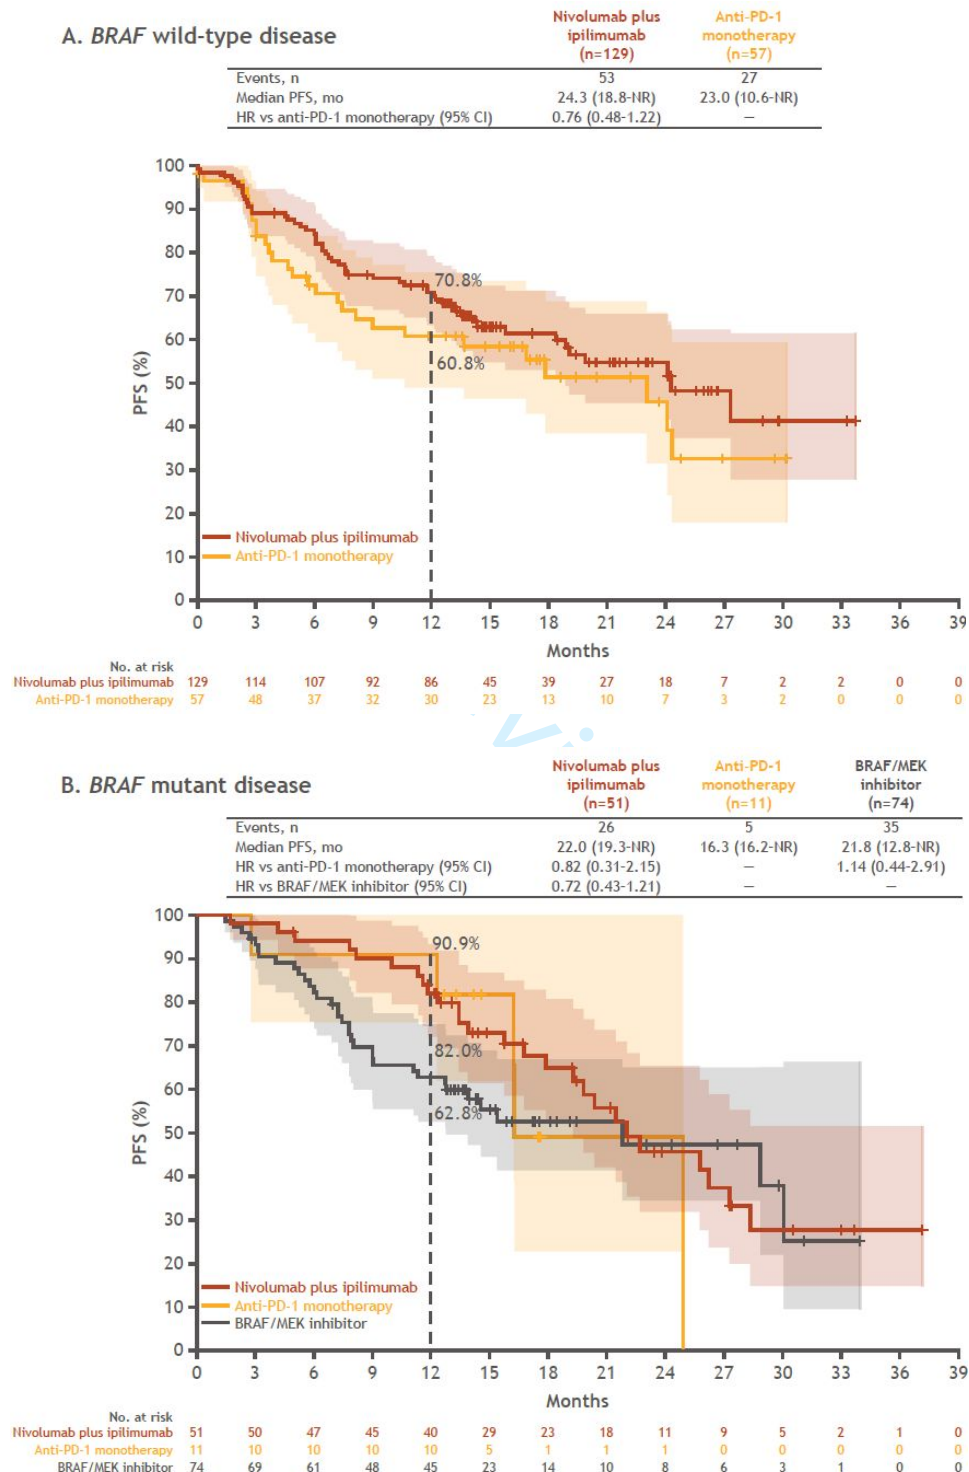 A. BRAF wild-type disease
Nivolumab plus ipilimumab (n=129)
Anti-PD-1 monotherapy (n=57)
Events, n 53 27
Median PFS, mo 24.3 (18.8-NR) 23.0 (10.6-NR)
HR vs anti-PD-1 monotherapy (95% CI) 0.76 (0.48-1.22) —
100
90
80
70
60
50
40
30
20
10
0
PFS (%)
70.8%
60.8%
Nivolumab plus ipilimumab
Anti-PD-1 monotherapy
0 3 6 9 12 15 18 21 24 27 30 33 36 39
Months
No. at risk
Nivolumab plus ipilimumab 129 114 107 92 86 45 39 27 18 7 2 2 0 0
Anti-PD-1 monotherapy 57 48 37 32 30 23 13 10 7 3 2 0 0 0
B. BRAF mutant disease
Nivolumab plus ipilimumab (n=51)
Anti-PD-1 monotherapy (n=11)
BRAF/MEK inhibitor (n=74)
Events, n 26 5 35
Median PFS, mo 22.0 (19.3-NR) 16.3 (16.2-NR) 21.8 (12.8-NR)
HR vs anti-PD-1 monotherapy (95% CI) 0.82 (0.31-2.15) — 1.14 (0.44-2.91)
HR vs BRAF/MEK inhibitor (95% CI) 0.72 (0.43-1.21) — —
100
90
80
70
60
50
40
30
20
10
0
PFS (%)
90.9%
82.0%
62.8%
Nivolumab plus ipilimumab
Anti-PD-1 monotherapy
BRAF/MEK inhibitor
0 3 6 9 12 15 18 21 24 27 30 33 36 39
Months
No. at risk
Nivolumab plus ipilimumab 51 50 47 45 40 29 23 18 11 9 5 2 1 0
Anti-PD-1 monotherapy 11 10 10 10 10 5 1 1 1 0 0 0 0 0
BRAF/MEK inhibitor 74 69 61 48 45 23 14 10 8 6 3 1 0 0